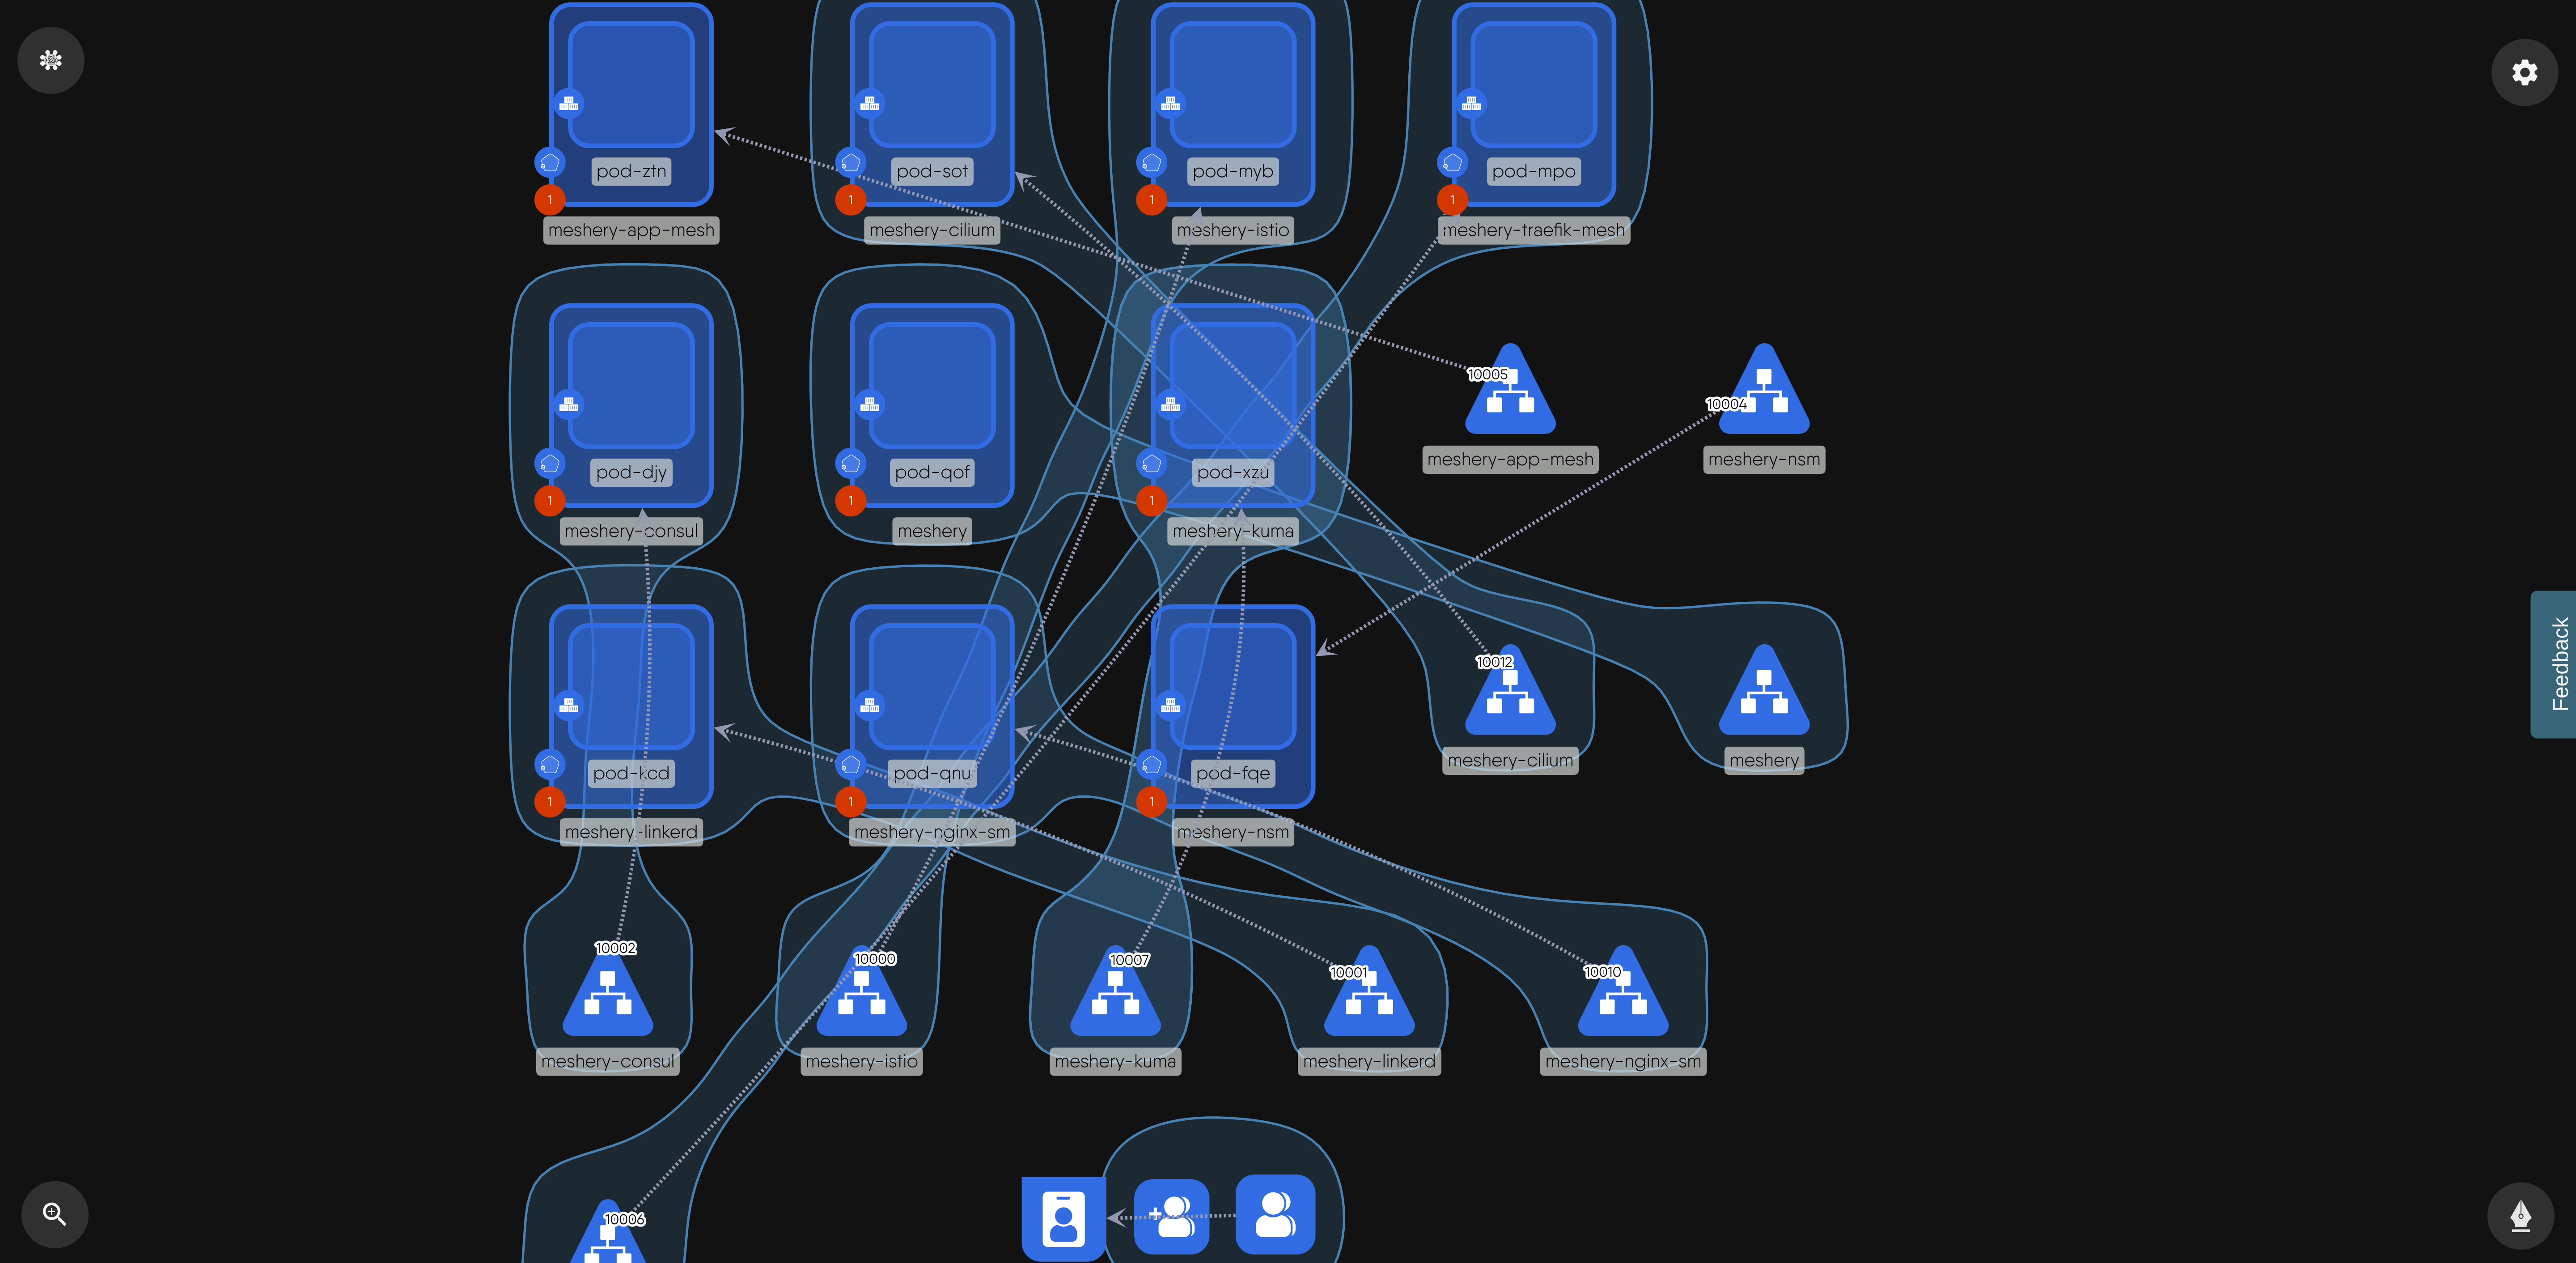 pod-ztn
pod-sot
pod-myb
pod-mpo
1
1
1
1
meshery-app-mesh
meshery-cilium
meshery-istio
meshery-traefik-mesh
10005
10004
pod-djy
pod-qof
pod-xzu
meshery-app-mesh
meshery-nsm
1
1
1
meshery-consul
meshery
meshery-kuma
Feedback
10012
pod-kcd
pod-qnu
pod-fqe
meshery-cilium
meshery
1
1
1
meshery-linkerd
meshery-nginx-sm
meshery-nsm
10002
10000
10007
10001
10010
meshery-consul
meshery-istio
meshery-kuma
meshery-linkerd
meshery-nginx-sm
10006